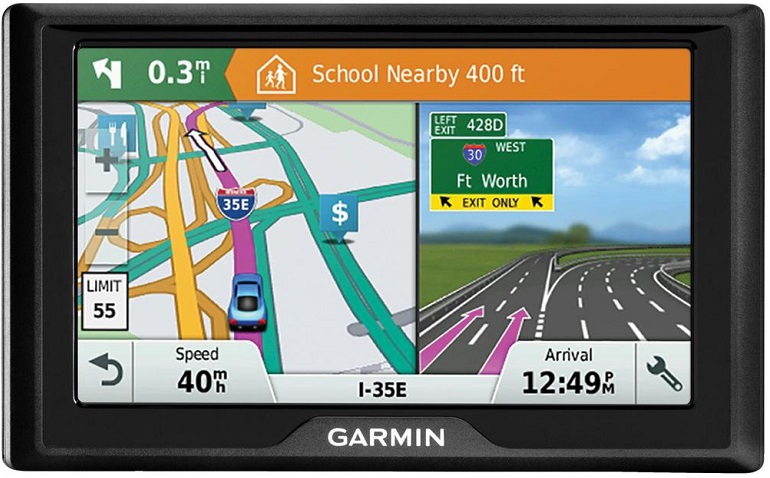 0.3 mi
School Nearby 400 ft
35E
$
LIMIT
55
LEFT EXIT 428D
30 WEST
Ft Worth
EXIT ONLY
Speed
40 mh
I-35E
Arrival
12:49 PM
GARMIN